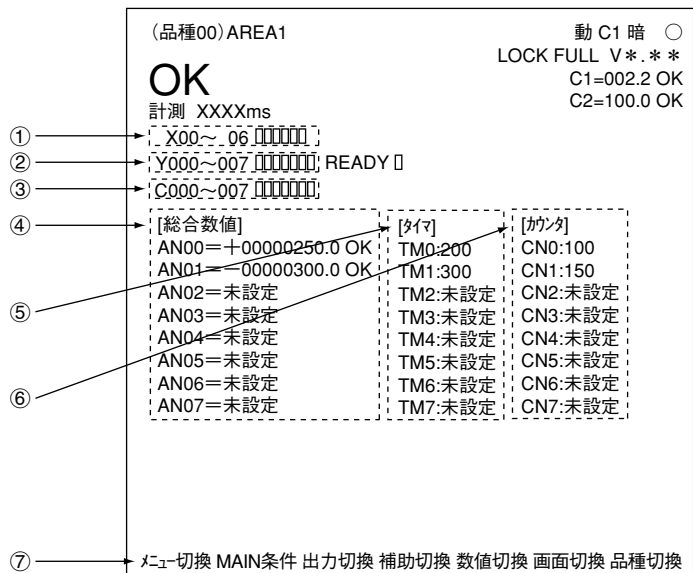 (品種00)AREA1
動 C1 暗 ○
LOCK FULL V*.**
OK
C1=002.2 OK
C2=100.0 OK
計測 XXXXms
① X00～ 06 ▯▯▯▯▯▯▯
② Y000～007 ▯▯▯▯▯▯▯▯ READY ▯
③ C000～007 ▯▯▯▯▯▯▯▯
④ [総合数値]
AN00=+00000250.0 OK
AN01=-00000300.0 OK
AN02=未設定
AN03=未設定
AN04=未設定
AN05=未設定
AN06=未設定
AN07=未設定
⑤ [ﾀｲﾏ]
TM0:200
TM1:300
TM2:未設定
TM3:未設定
TM4:未設定
TM5:未設定
TM6:未設定
TM7:未設定
⑥ [ｶｳﾝﾀ]
CN0:100
CN1:150
CN2:未設定
CN3:未設定
CN4:未設定
CN5:未設定
CN6:未設定
CN7:未設定
⑦ ﾒﾆｭｰ切換 MAIN条件 出力切換 補助切換 数値切換 画面切換 品種切換